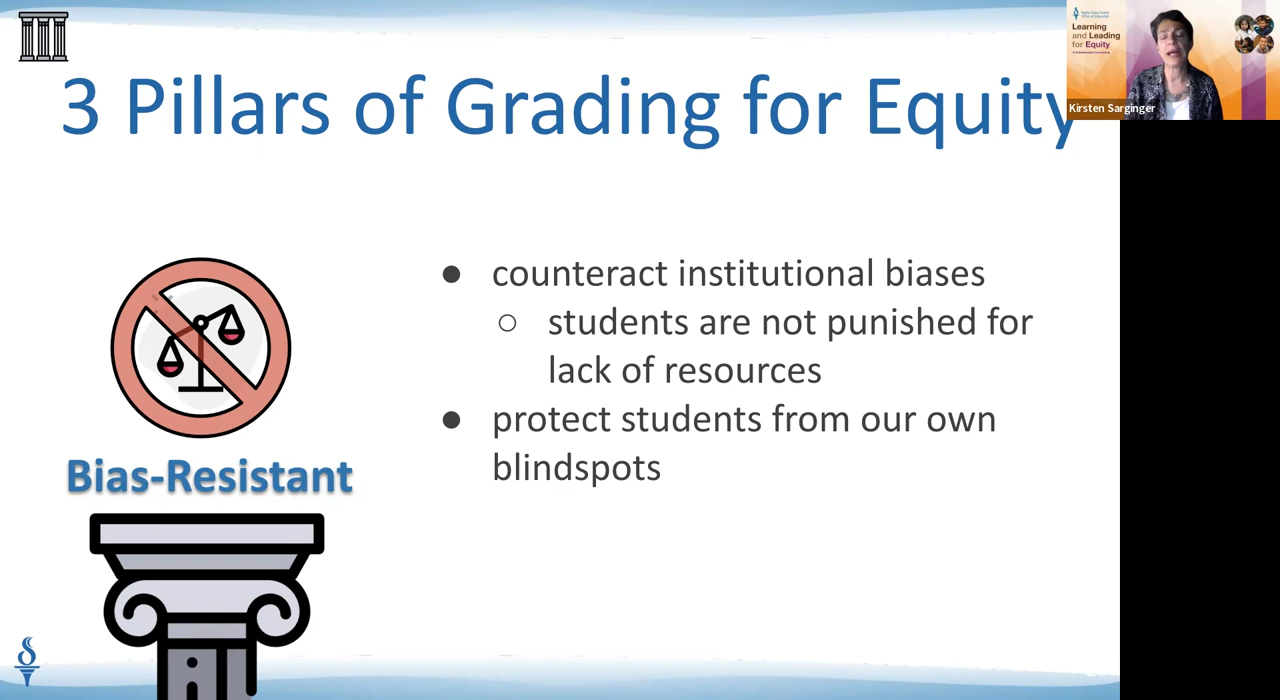 3 Pillars of Grading for Equity
Learning
and Leading
for Equity
Kirsten Sarginger
● counteract institutional biases
○ students are not punished for
lack of resources
● protect students from our own
blindspots
Bias-Resistant